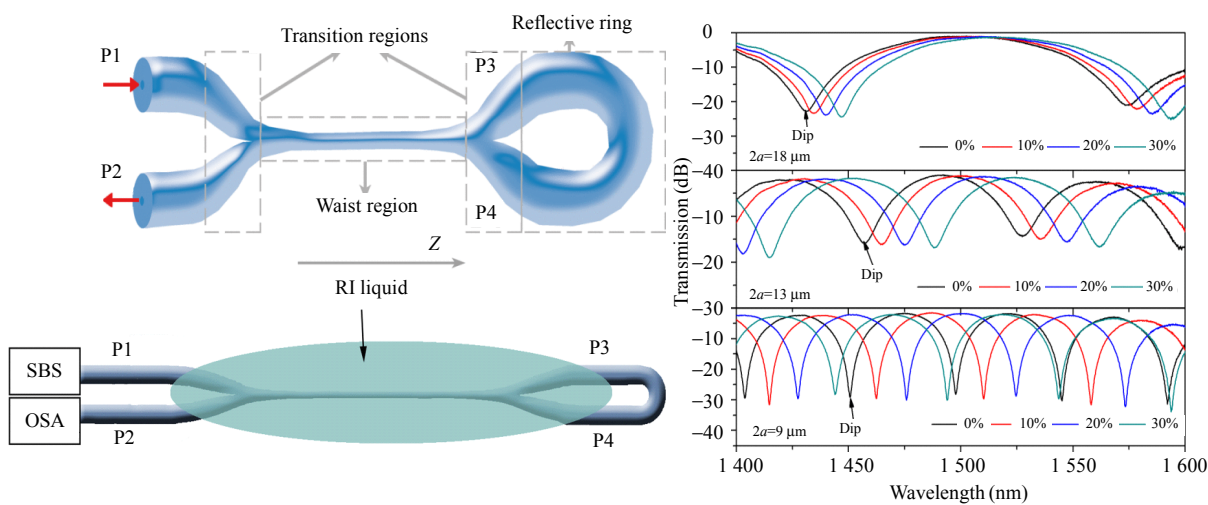 Reflective ring
Transition regions
P1
P3
P2
P4
Waist region
Z
RI liquid
P1
P3
SBS
OSA
P2
P4
0
−10
−20
−30
−40
Dip
2a=18 μm
0%
10%
20%
30%
−10
−20
−30
Dip
2a=13 μm
0%
10%
20%
30%
−10
−20
−30
−40
Dip
2a=9 μm
0%
10%
20%
30%
Transmission (dB)
1 400
1 450
1 500
1 550
1 600
Wavelength (nm)